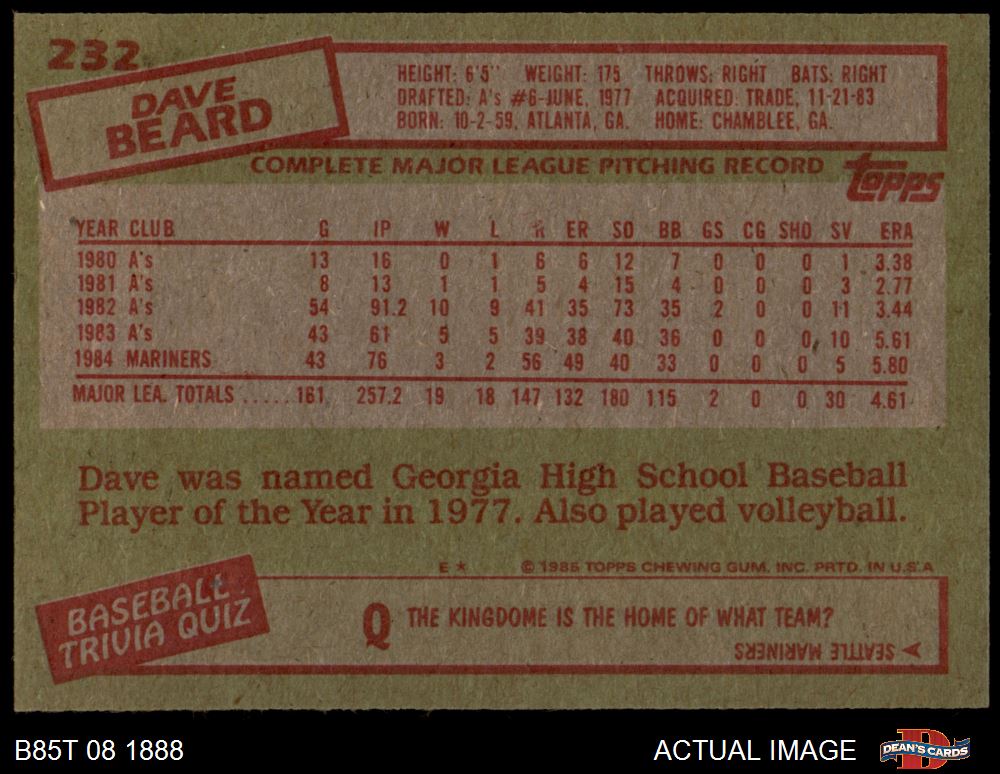 232
DAVE
BEARD
HEIGHT: 6'5" WEIGHT: 175 THROWS: RIGHT BATS: RIGHT
DRAFTED: A's #6-JUNE, 1977 ACQUIRED: TRADE, 11-21-83
BORN: 10-2-59, ATLANTA, GA. HOME: CHAMBLEE, GA.
COMPLETE MAJOR LEAGUE PITCHING RECORD
topps
YEAR CLUB G IP W L R ER SO BB GS CG SHO SV ERA
1980 A's 13 16 0 1 6 6 12 7 0 0 0 1 3.38
1981 A's 8 13 1 1 5 4 15 4 0 0 0 3 2.77
1982 A's 54 91.2 10 9 41 35 73 35 2 0 0 11 3.44
1983 A's 43 61 5 5 39 38 40 36 0 0 0 10 5.61
1984 MARINERS 43 76 3 2 56 49 40 33 0 0 0 5 5.80
MAJOR LEA. TOTALS ..... 161 257.2 19 18 147 132 180 115 2 0 0 30 4.61
Dave was named Georgia High School Baseball
Player of the Year in 1977. Also played volleyball.
E* © 1985 TOPPS CHEWING GUM, INC. PRTD. IN U.S.A
BASEBALL
TRIVIA QUIZ
Q THE KINGDOME IS THE HOME OF WHAT TEAM?
SEATTLE MARINERS
B85T 08 1888
ACTUAL IMAGE
DEAN'S CARDS